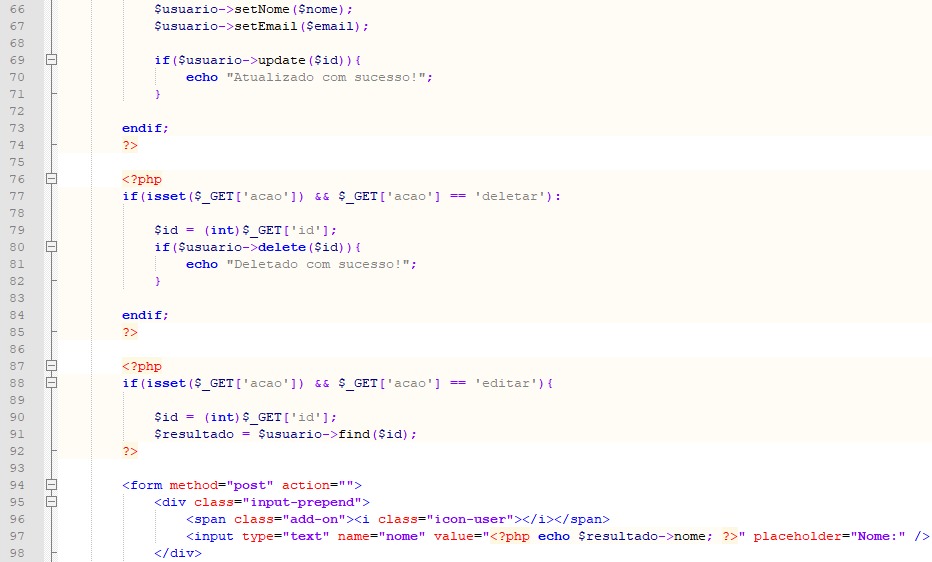 66 $usuario->setNome($nome);
67 $usuario->setEmail($email);
68
69 if($usuario->update($id)){
70 echo "Atualizado com sucesso!";
71 }
72
73 endif;
74 ?>
75
76 <?php
77 if(isset($_GET['acao']) && $_GET['acao'] == 'deletar'):
78
79 $id = (int)$_GET['id'];
80 if($usuario->delete($id)){
81 echo "Deletado com sucesso!";
82 }
83
84 endif;
85 ?>
86
87 <?php
88 if(isset($_GET['acao']) && $_GET['acao'] == 'editar'){
89
90 $id = (int)$_GET['id'];
91 $resultado = $usuario->find($id);
92 ?>
93
94 <form method="post" action="">
95 <div class="input-prepend">
96 <span class="add-on"><i class="icon-user"></i></span>
97 <input type="text" name="nome" value="<?php echo $resultado->nome; ?>" placeholder="Nome:" />
98 </div>